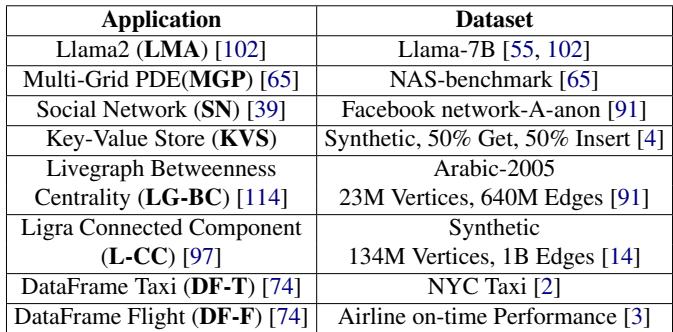 Application Dataset
Llama2 (LMA) [102] Llama-7B [55, 102]
Multi-Grid PDE(MGP) [65] NAS-benchmark [65]
Social Network (SN) [39] Facebook network-A-anon [91]
Key-Value Store (KVS) Synthetic, 50% Get, 50% Insert [4]
Livegraph Betweenness Arabic-2005
Centrality (LG-BC) [114] 23M Vertices, 640M Edges [91]
Ligra Connected Component Synthetic
(L-CC) [97] 134M Vertices, 1B Edges [14]
DataFrame Taxi (DF-T) [74] NYC Taxi [2]
DataFrame Flight (DF-F) [74] Airline on-time Performance [3]